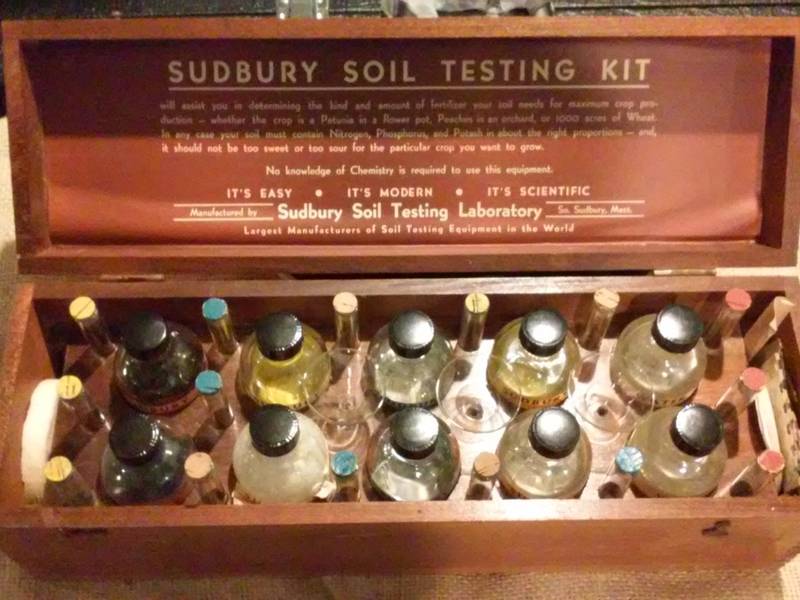 SUDBURY SOIL TESTING KIT
will assist you in determining the kind and amount of fertilizer your soil needs for maximum crop pro-
duction — whether the crop is a Petunia in a flower pot, Peaches in an orchard, or 1000 acres of Wheat.
In any case your soil must contain Nitrogen, Phosphorus, and Potash in about the right proportions — and,
it should not be too sweet or too sour for the particular crop you want to grow.
No knowledge of Chemistry is required to use this equipment.
IT'S EASY • IT'S MODERN • IT'S SCIENTIFIC
Manufactured by Sudbury Soil Testing Laboratory So. Sudbury, Mass.
Largest Manufacturers of Soil Testing Equipment in the World